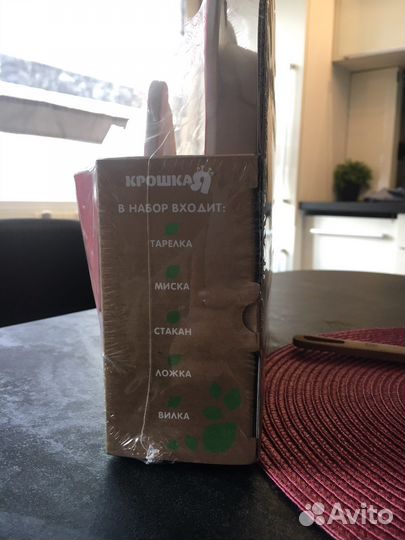 КРОШКА Я
В НАБОР ВХОДИТ:
ТАРЕЛКА
МИСКА
СТАКАН
ЛОЖКА
ВИЛКА
Avito